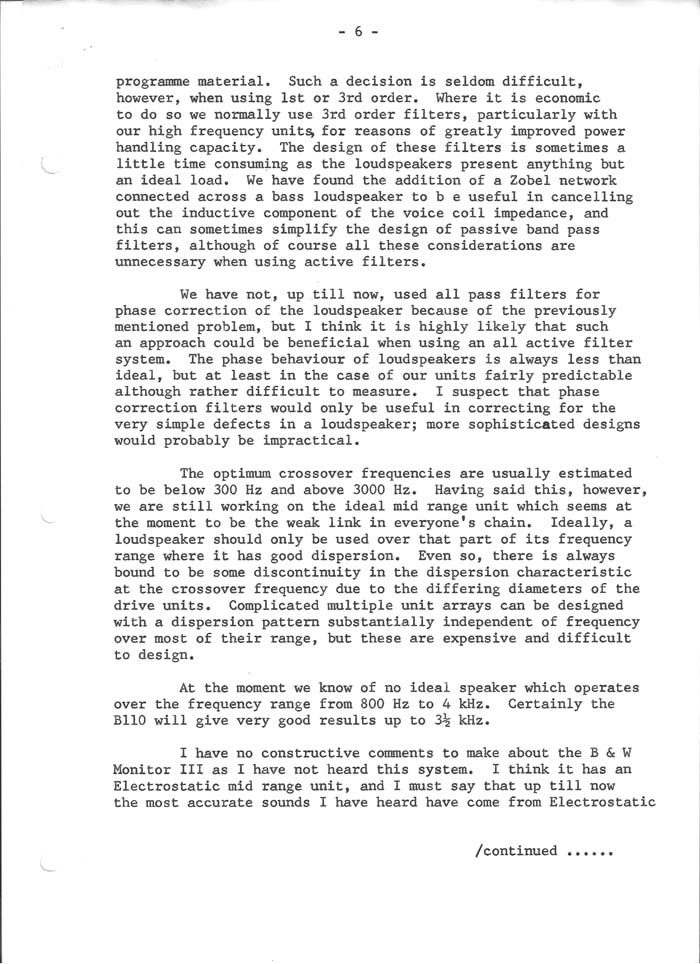 - 6 -
programme material. Such a decision is seldom difficult,
however, when using 1st or 3rd order. Where it is economic
to do so we normally use 3rd order filters, particularly with
our high frequency units, for reasons of greatly improved power
handling capacity. The design of these filters is sometimes a
little time consuming as the loudspeakers present anything but
an ideal load. We have found the addition of a Zobel network
connected across a bass loudspeaker to b e useful in cancelling
out the inductive component of the voice coil impedance, and
this can sometimes simplify the design of passive band pass
filters, although of course all these considerations are
unnecessary when using active filters.
We have not, up till now, used all pass filters for
phase correction of the loudspeaker because of the previously
mentioned problem, but I think it is highly likely that such
an approach could be beneficial when using an all active filter
system. The phase behaviour of loudspeakers is always less than
ideal, but at least in the case of our units fairly predictable
although rather difficult to measure. I suspect that phase
correction filters would only be useful in correcting for the
very simple defects in a loudspeaker; more sophisticated designs
would probably be impractical.
The optimum crossover frequencies are usually estimated
to be below 300 Hz and above 3000 Hz. Having said this, however,
we are still working on the ideal mid range unit which seems at
the moment to be the weak link in everyone's chain. Ideally, a
loudspeaker should only be used over that part of its frequency
range where it has good dispersion. Even so, there is always
bound to be some discontinuity in the dispersion characteristic
at the crossover frequency due to the differing diameters of the
drive units. Complicated multiple unit arrays can be designed
with a dispersion pattern substantially independent of frequency
over most of their range, but these are expensive and difficult
to design.
At the moment we know of no ideal speaker which operates
over the frequency range from 800 Hz to 4 kHz. Certainly the
B110 will give very good results up to 3½ kHz.
I have no constructive comments to make about the B & W
Monitor III as I have not heard this system. I think it has an
Electrostatic mid range unit, and I must say that up till now
the most accurate sounds I have heard have come from Electrostatic
/continued ......